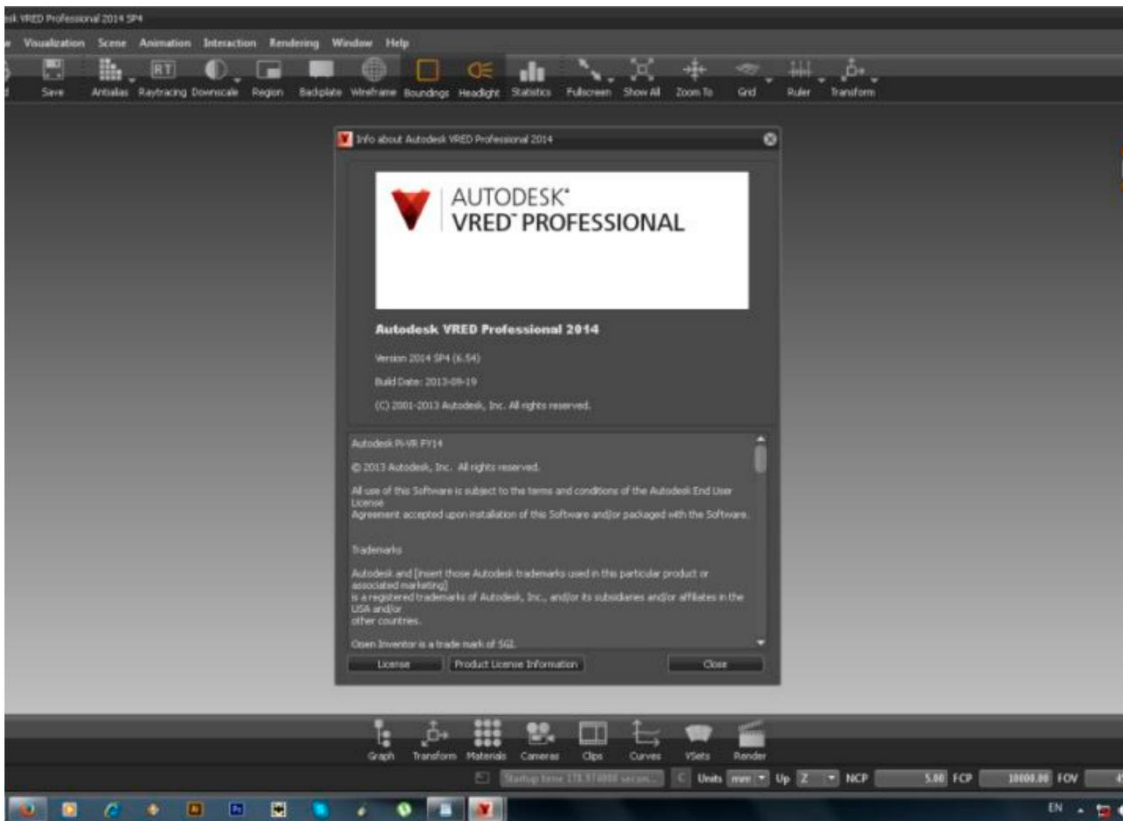 Autodesk VRED Professional 2014 SP4
Visualization Scene Animation Interaction Rendering Window Help
Save Antialias Raytracing Downscale Region Backplate Wireframe Boundings Headlight Statistics Fullscreen Show All Zoom To Grid Ruler Transform
RT
Info about Autodesk VRED Professional 2014
AUTODESK®
VRED™ PROFESSIONAL
Autodesk VRED Professional 2014
Version 2014 SP4 (6.54)
Build Date: 2013-09-19
(C) 2001-2013 Autodesk, Inc. All rights reserved.
Autodesk PI-VR FY14
© 2013 Autodesk, Inc. All rights reserved.
All use of this Software is subject to the terms and conditions of the Autodesk End User
License
Agreement accepted upon installation of this Software and/or packaged with the Software.
Trademarks
Autodesk and [insert those Autodesk trademarks used in this particular product or
associated marketing]
is a registered trademarks of Autodesk, Inc., and/or its subsidiaries and/or affiliates in the
USA and/or
other countries.
Open Inventor is a trade mark of SGI.
License Product License Information Close
Graph Transform Materials Cameras Clips Curves VSets Render
Startup time C Units mm Up Z NCP 5.00 FCP 10000.00 FOV
Ai Ps EN